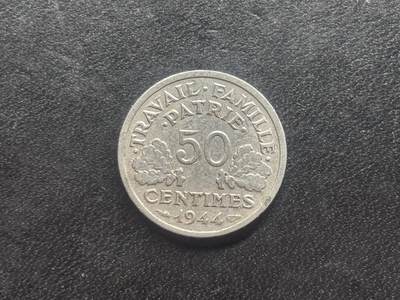 ·TRAVAIL·FAMILLE·
·PATRIE·
50
CENTIMES
1944